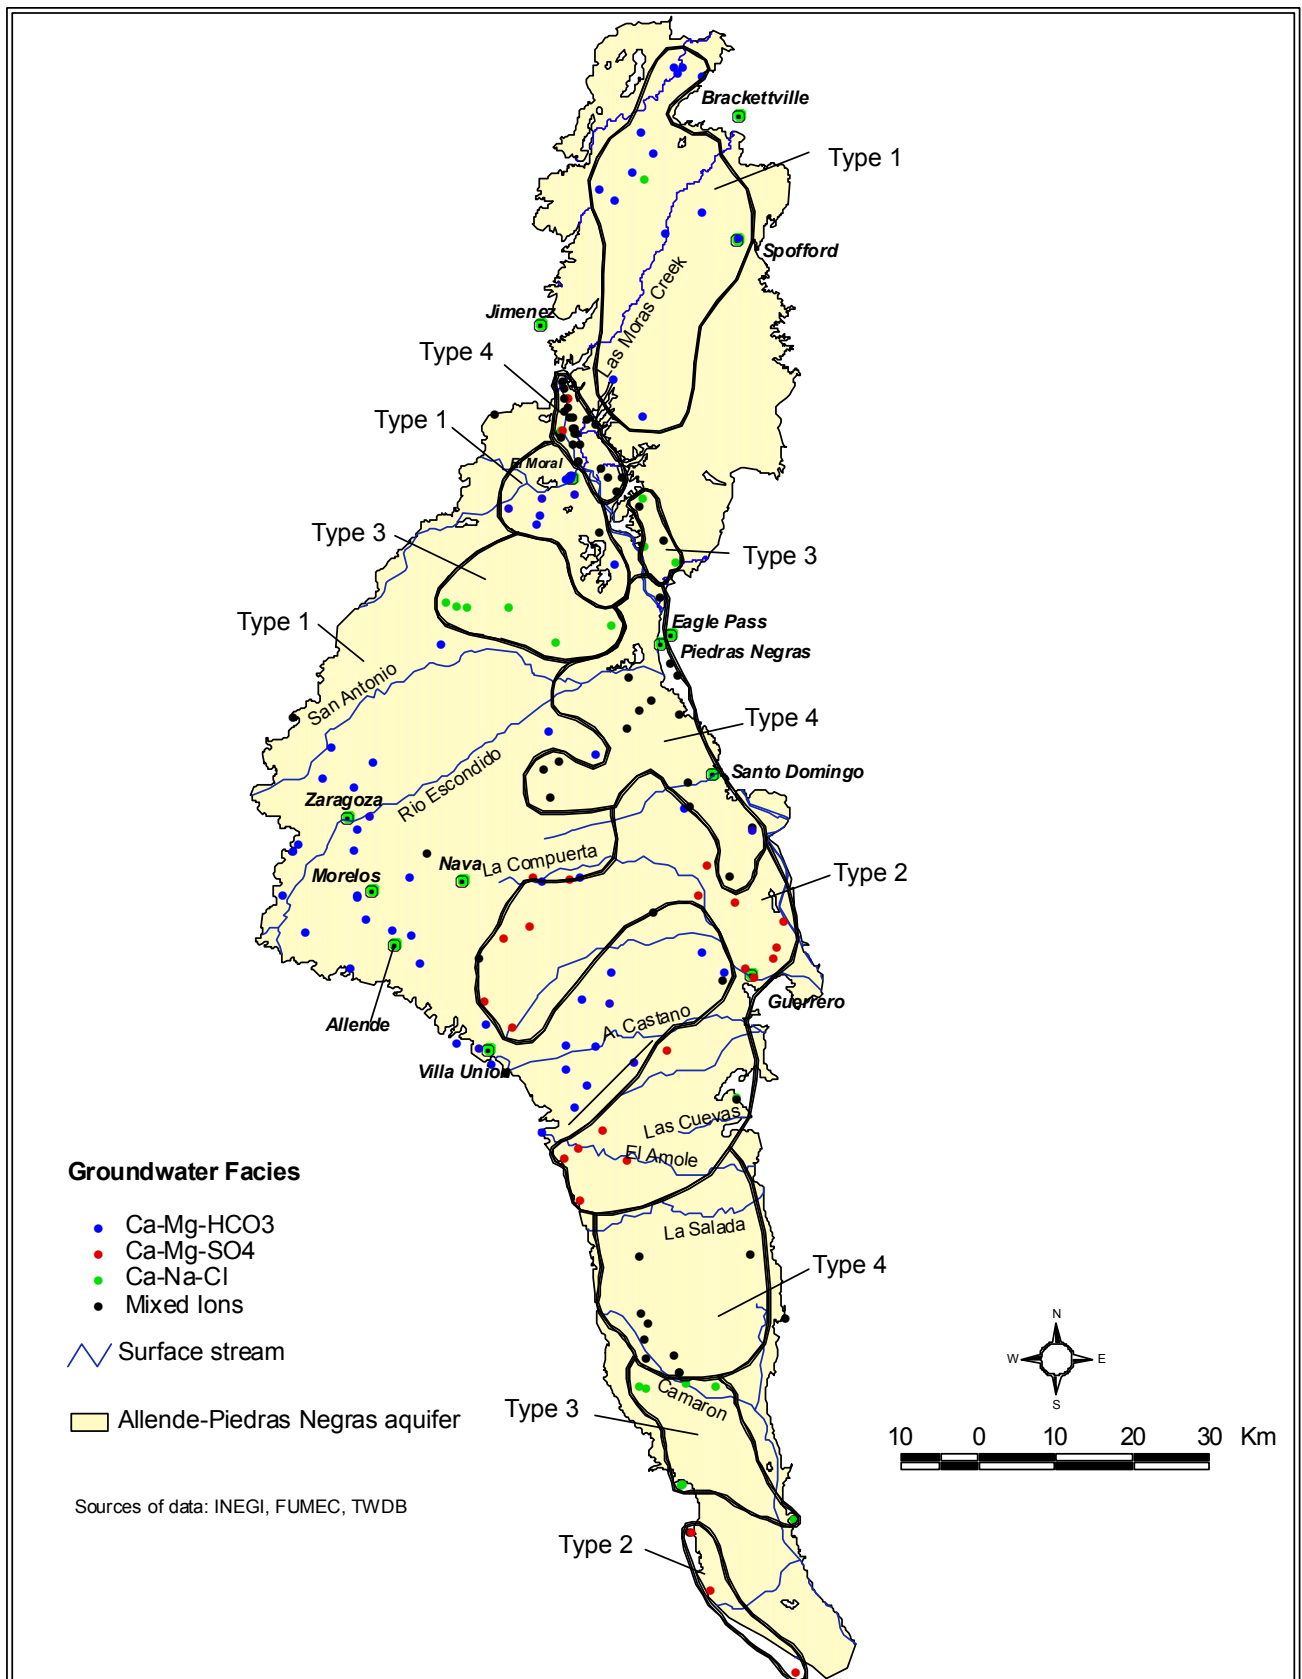 Brackettville
Type 1
Spofford
Las Moras Creek
Jimenez
Type 4
Type 1
El Moral
Type 3
Type 3
Type 1
Eagle Pass
Piedras Negras
San Antonio
Type 4
Santo Domingo
Rio Escondido
Zaragoza
La Compuerta
Nava
Morelos
Type 2
Guerrero
Allende
A. Castano
Villa Union
Las Cuevas
El Amole
Groundwater Facies
Ca-Mg-HCO3
Ca-Mg-SO4
Ca-Na-Cl
Mixed Ions
Surface stream
Allende-Piedras Negras aquifer
La Salada
Type 4
N
W E
S
Camaron
Type 3
10 0 10 20 30 Km
Sources of data: INEGI, FUMEC, TWDB
Type 2